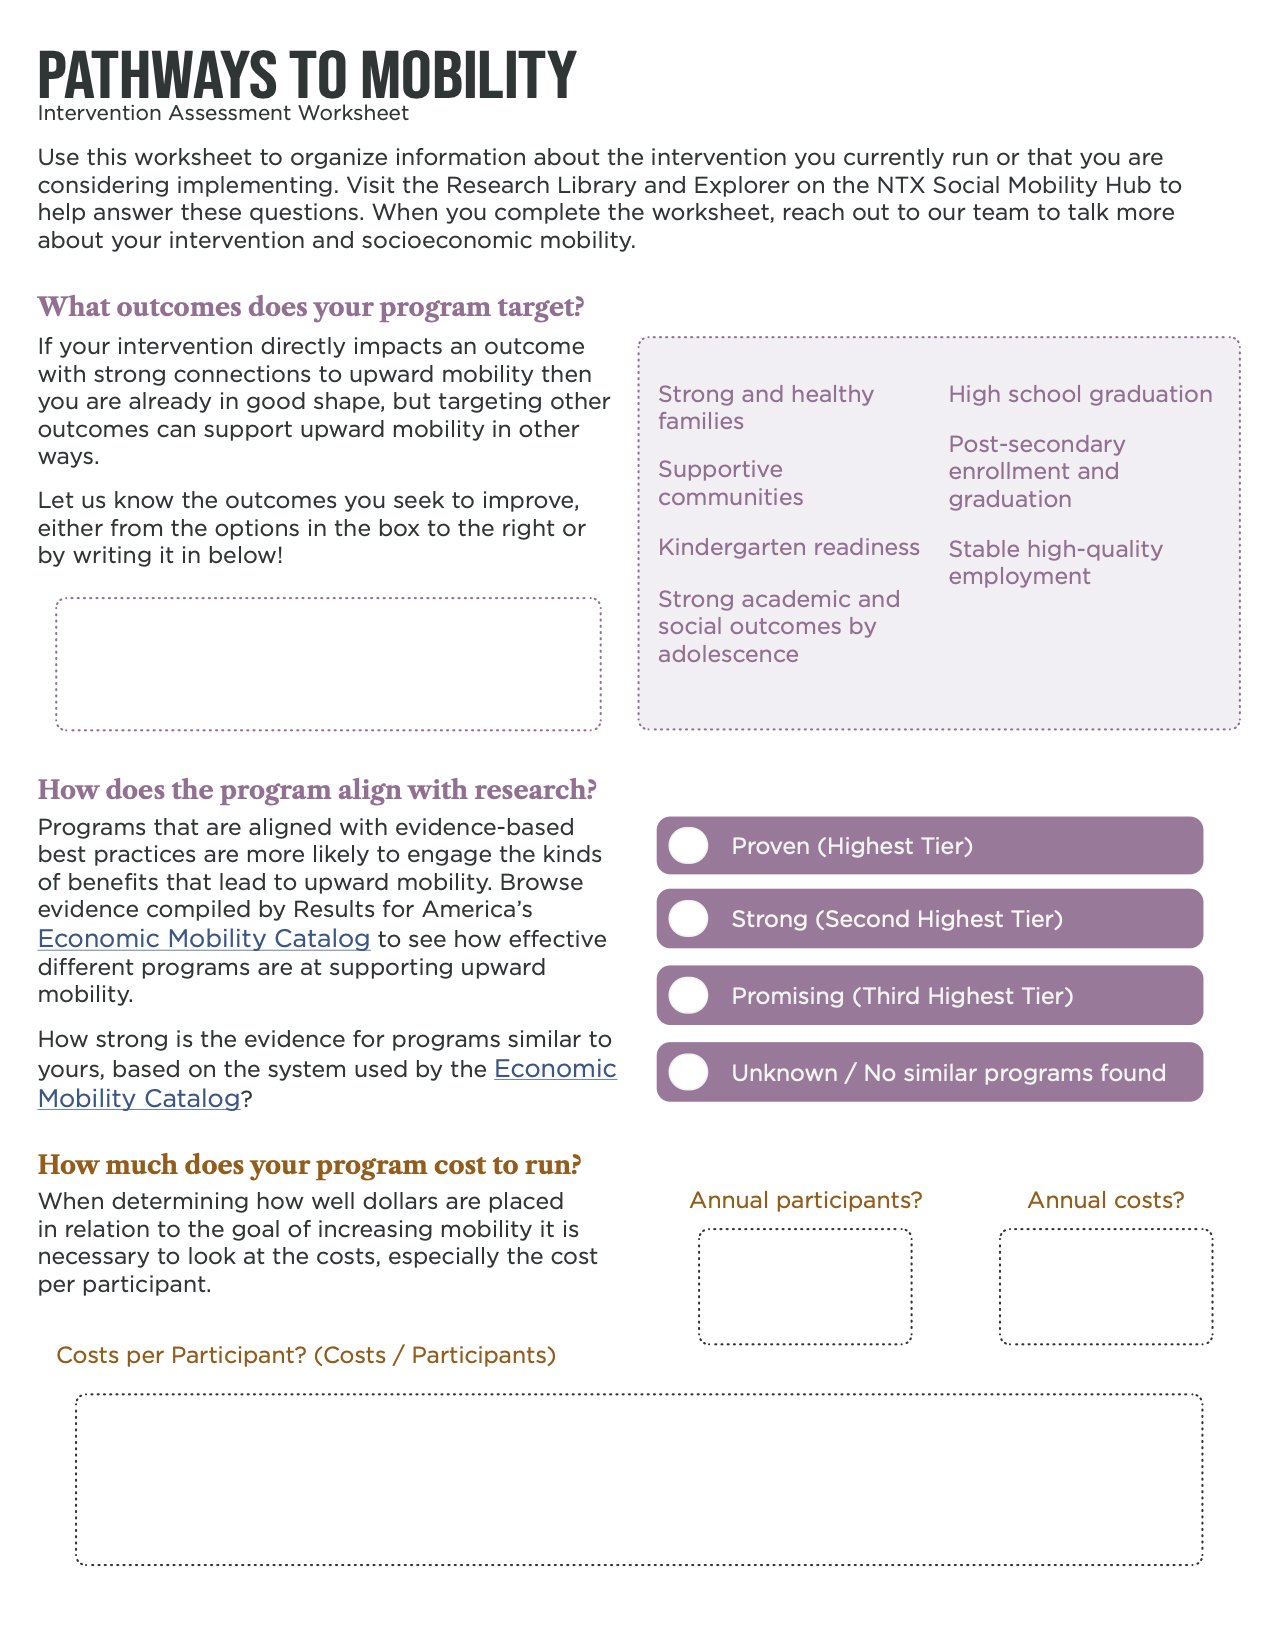 PATHWAYS TO MOBILITY
Intervention Assessment Worksheet
Use this worksheet to organize information about the intervention you currently run or that you are
considering implementing. Visit the Research Library and Explorer on the NTX Social Mobility Hub to
help answer these questions. When you complete the worksheet, reach out to our team to talk more
about your intervention and socioeconomic mobility.
What outcomes does your program target?
If your intervention directly impacts an outcome
with strong connections to upward mobility then
you are already in good shape, but targeting other
outcomes can support upward mobility in other
ways.
Let us know the outcomes you seek to improve,
either from the options in the box to the right or
by writing it in below!
Strong and healthy
families
Supportive
communities
Kindergarten readiness
Strong academic and
social outcomes by
adolescence
High school graduation
Post-secondary
enrollment and
graduation
Stable high-quality
employment
How does the program align with research?
Programs that are aligned with evidence-based
best practices are more likely to engage the kinds
of benefits that lead to upward mobility. Browse
evidence compiled by Results for America’s
Economic Mobility Catalog to see how effective
different programs are at supporting upward
mobility.
How strong is the evidence for programs similar to
yours, based on the system used by the Economic
Mobility Catalog?
Proven (Highest Tier)
Strong (Second Highest Tier)
Promising (Third Highest Tier)
Unknown / No similar programs found
How much does your program cost to run?
When determining how well dollars are placed
in relation to the goal of increasing mobility it is
necessary to look at the costs, especially the cost
per participant.
Annual participants?
Annual costs?
Costs per Participant? (Costs / Participants)